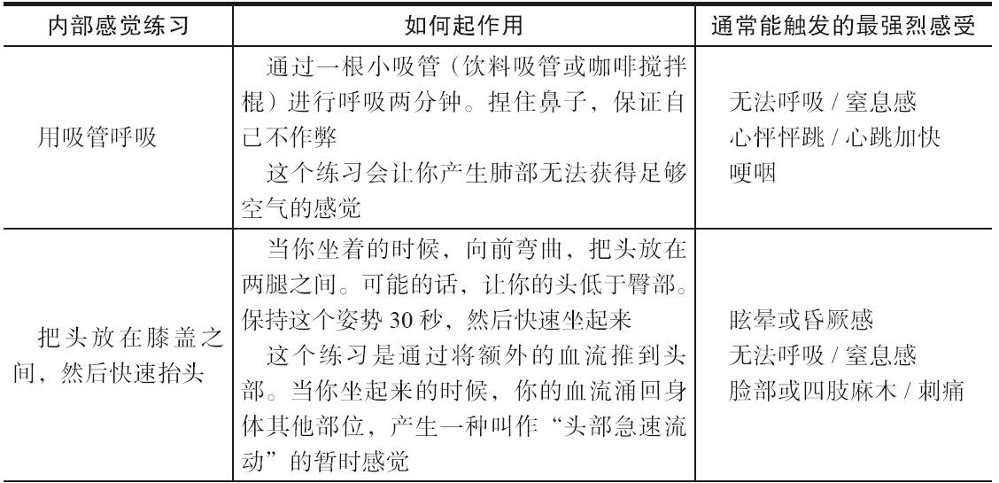 内部感觉练习
如何起作用
通常能触发的最强烈感受
用吸管呼吸
通过一根小吸管（饮料吸管或咖啡搅拌
棍）进行呼吸两分钟。捏住鼻子，保证自
己不作弊
这个练习会让你产生肺部无法获得足够
空气的感觉
无法呼吸 / 窒息感
心怦怦跳 / 心跳加快
哽咽
把头放在膝盖之
间，然后快速抬头
当你坐着的时候，向前弯曲，把头放在
两腿之间。可能的话，让你的头低于臀部。
保持这个姿势 30 秒，然后快速坐起来
这个练习是通过将额外的血流推到头
部。当你坐起来的时候，你的血流涌回身
体其他部位，产生一种叫作“头部急速流
动”的暂时感觉
眩晕或昏厥感
无法呼吸 / 窒息感
脸部或四肢麻木 / 刺痛